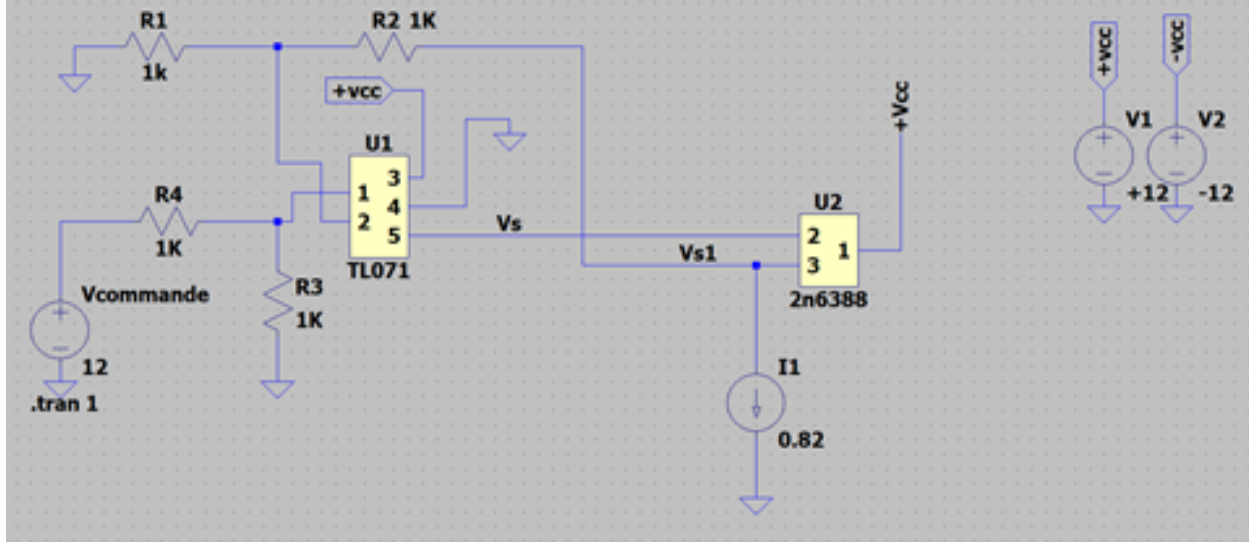 R1
1k
R2 1K
+vcc
U1
3
1
4
2
5
TL071
R4
1K
Vcommande
12
.tran 1
R3
1K
Vs
Vs1
U2
2
1
3
2n6388
+Vcc
I1
0.82
+vcc
-vcc
V1
+12
V2
-12